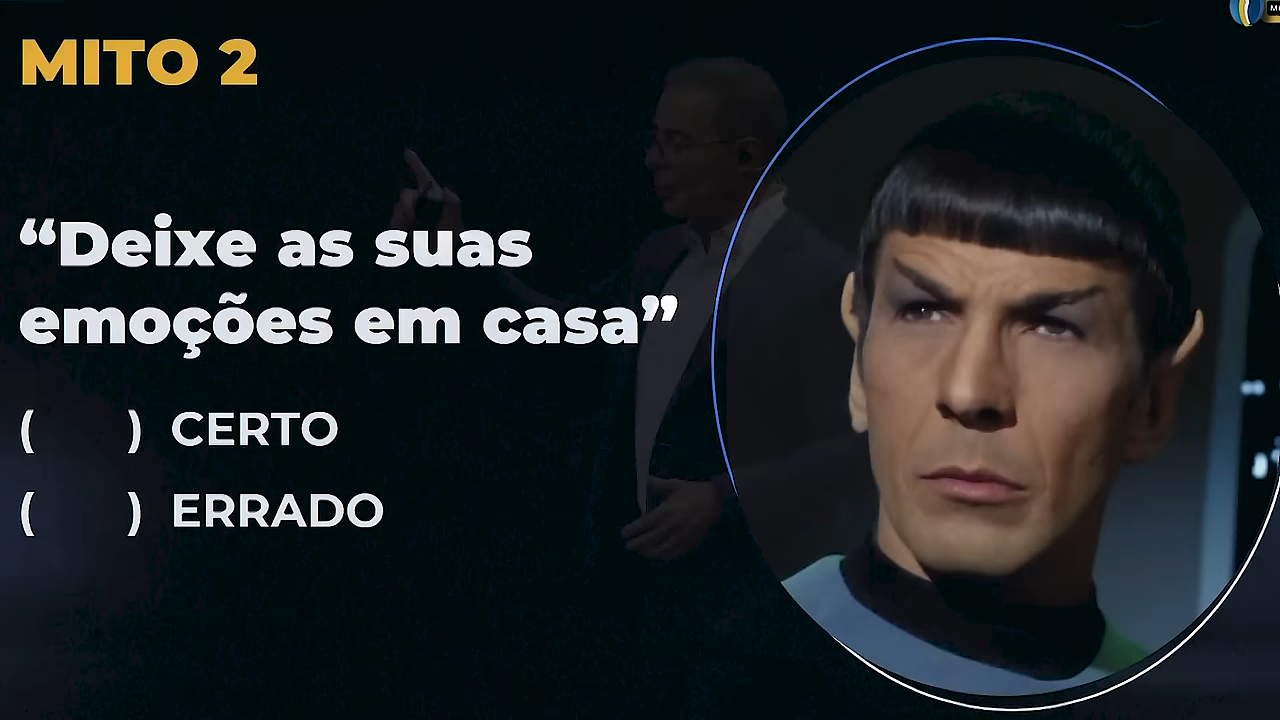 MITO 2
“Deixe as suas
emoções em casa”
(      ) CERTO
(      ) ERRADO